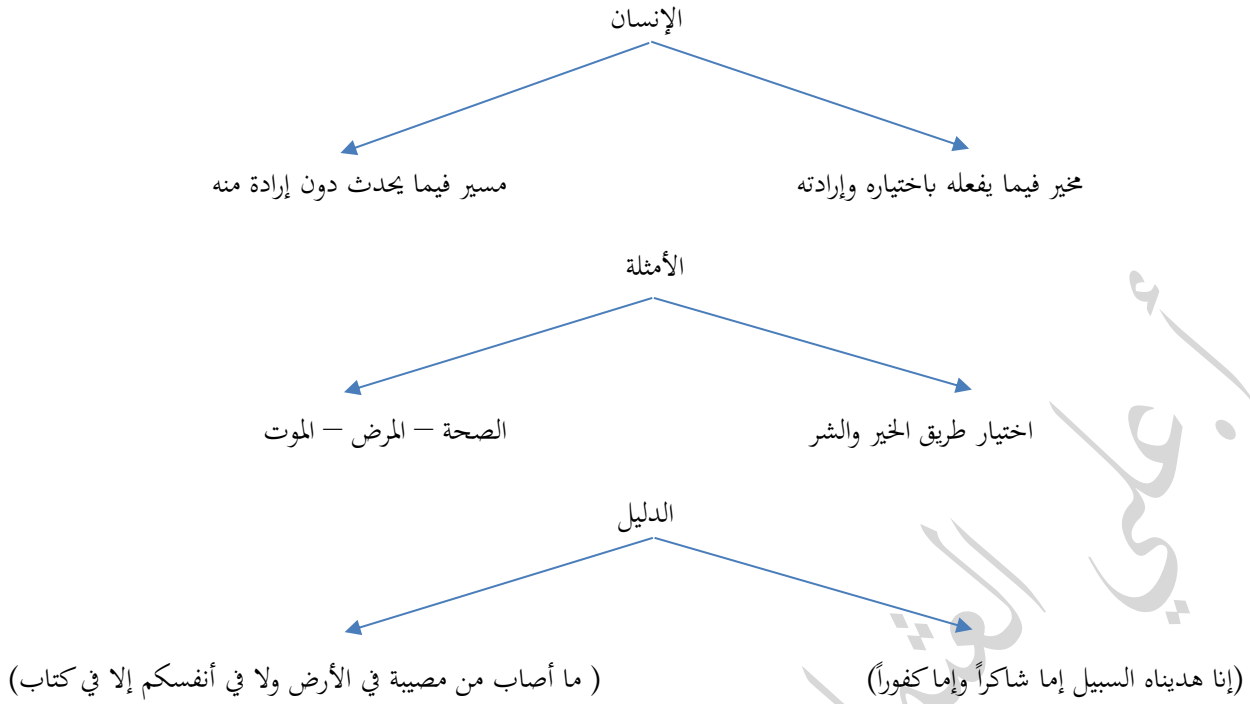 الإنسان
مخير فيما يفعله باختياره وإرادته
مسير فيما يحدث دون إرادة منه
الأمثلة
اختيار طريق الخير والشر
الصحة – المرض – الموت
الدليل
(إنا هديناه السبيل إما شاكراً وإما كفوراً)
( ما أصاب من مصيبة في الأرض ولا في أنفسكم إلا في كتاب)
أ. علي